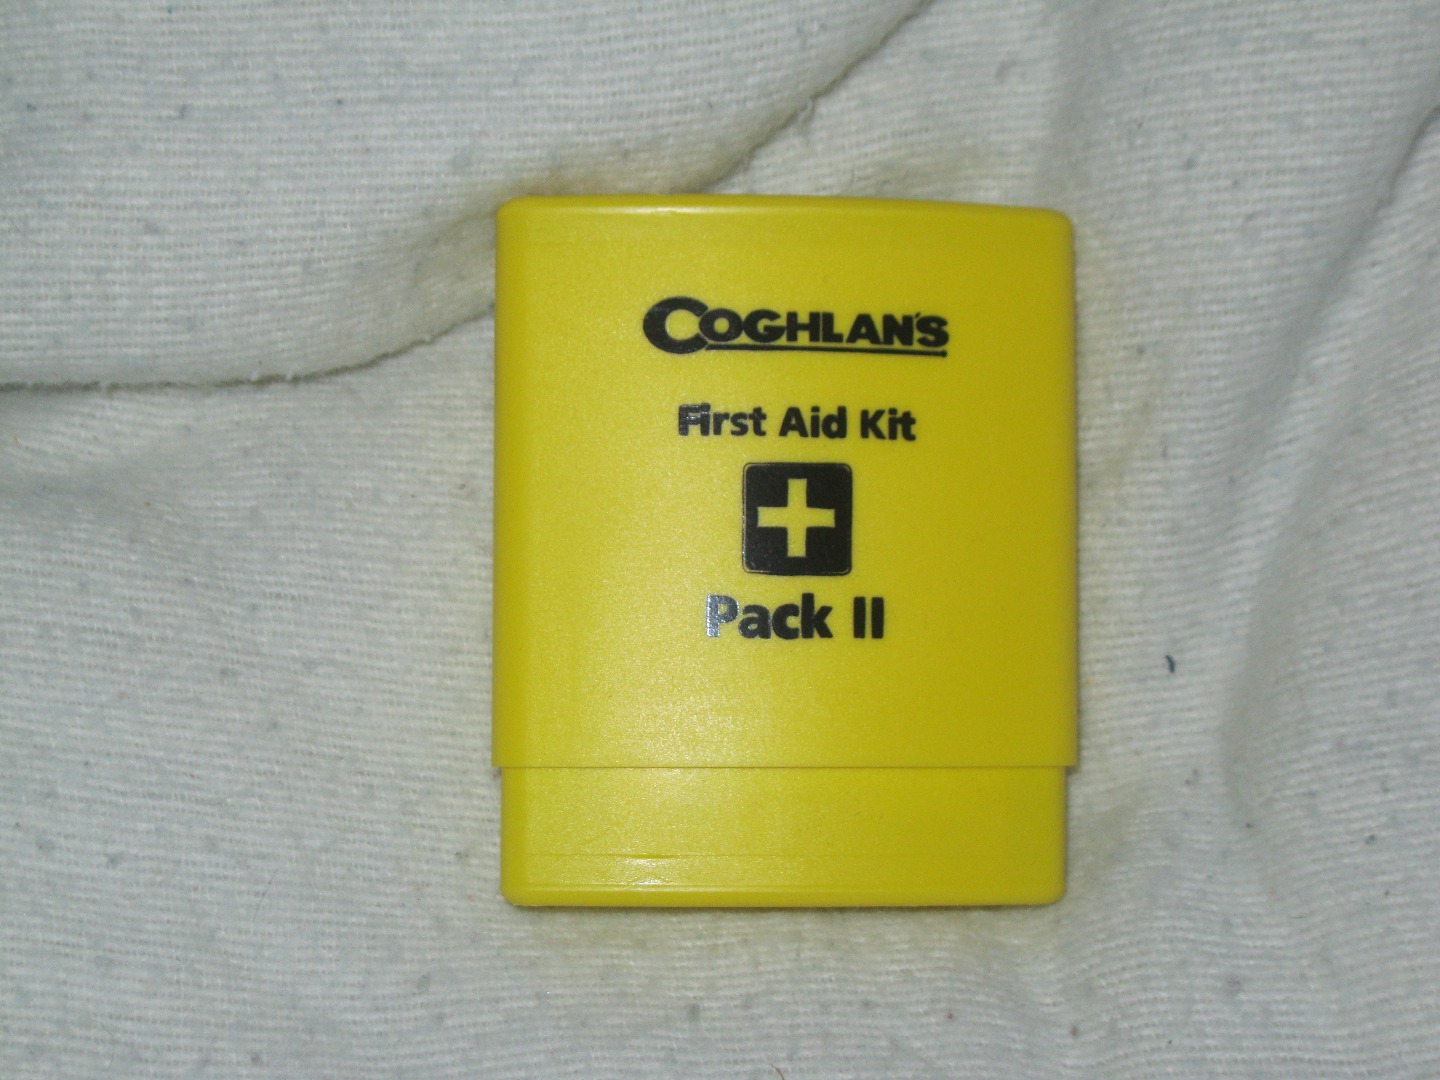 COGHLAN'S
First Aid Kit
Pack II